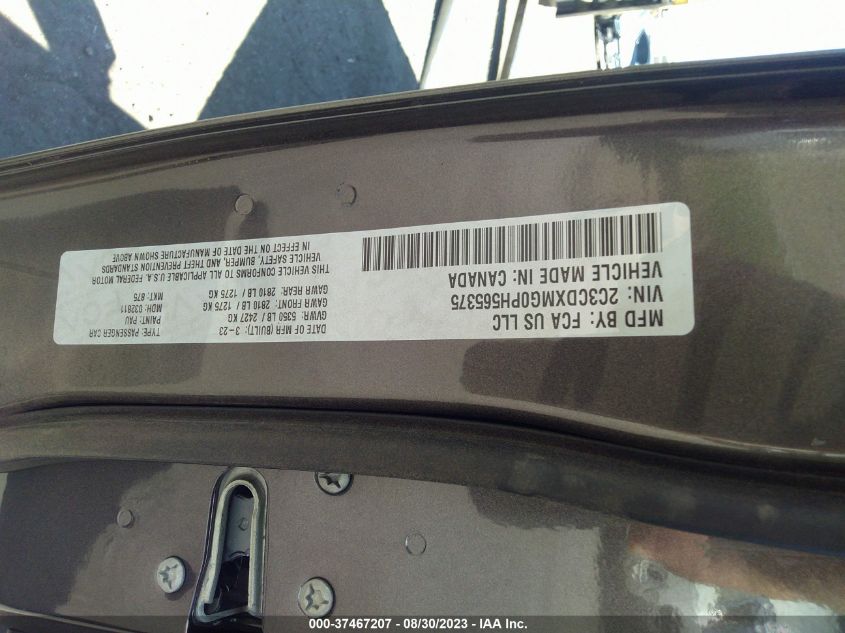 MFD BY: FCA US LLC
DATE OF MFR (BUILT): 3-23
TYPE: PASSENGER CAR
GVWR: 5350 LB / 2427 KG
PAINT: PAU
GAWR FRONT: 2810 LB / 1275 KG
MDH: 032811
GAWR REAR: 2810 LB / 1275 KG
MKT: 875
VIN: 2C3CDXMG0PH565375
VEHICLE MADE IN: CANADA
THIS VEHICLE CONFORMS TO ALL APPLICABLE U.S.A. FEDERAL MOTOR
VEHICLE SAFETY, BUMPER, AND THEFT PREVENTION STANDARDS
IN EFFECT ON THE DATE OF MANUFACTURE SHOWN ABOVE
000-37467207 - 08/30/2023 - IAA Inc.